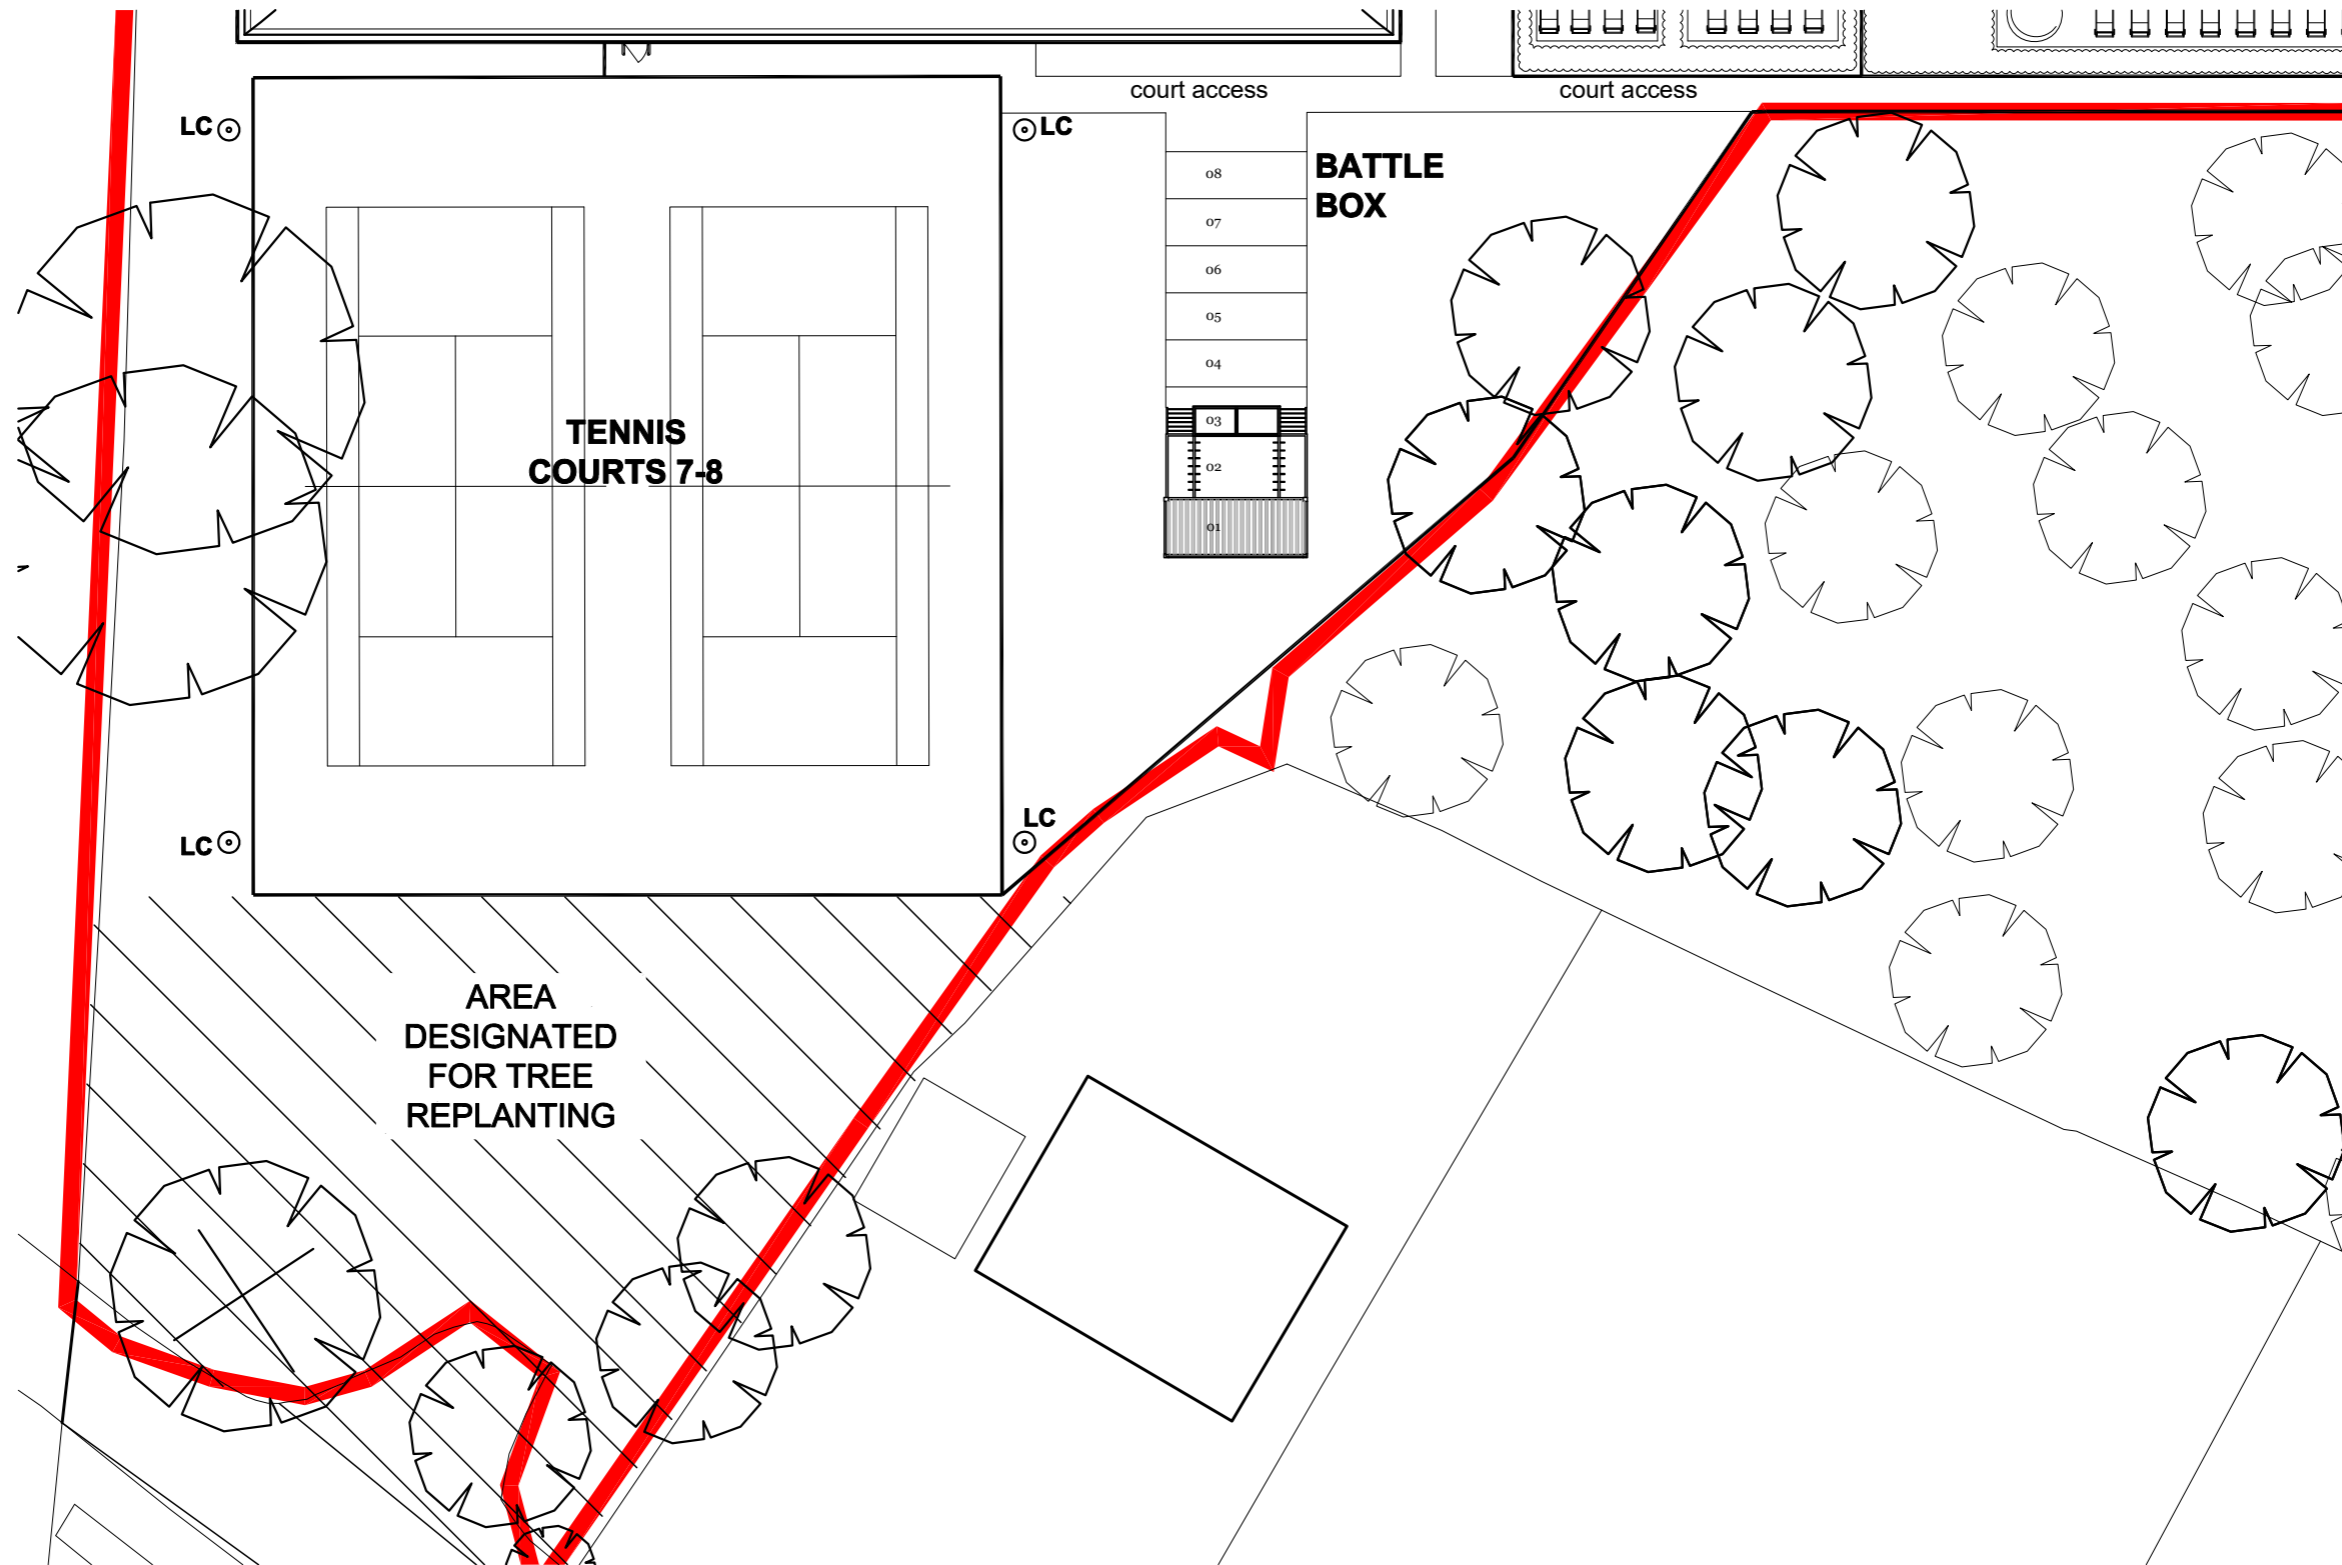 court access
court access
LC
LC
BATTLE
BOX
08
07
06
05
04
03
02
01
TENNIS
COURTS 7-8
LC
LC
AREA
DESIGNATED
FOR TREE
REPLANTING